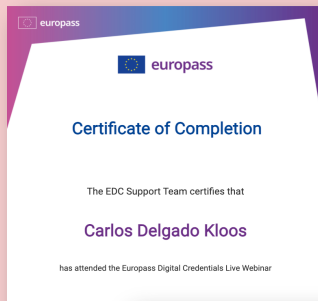 europass
europass
Certificate of Completion
The EDC Support Team certifies that
Carlos Delgado Kloos
has attended the Europass Digital Credentials Live Webinar